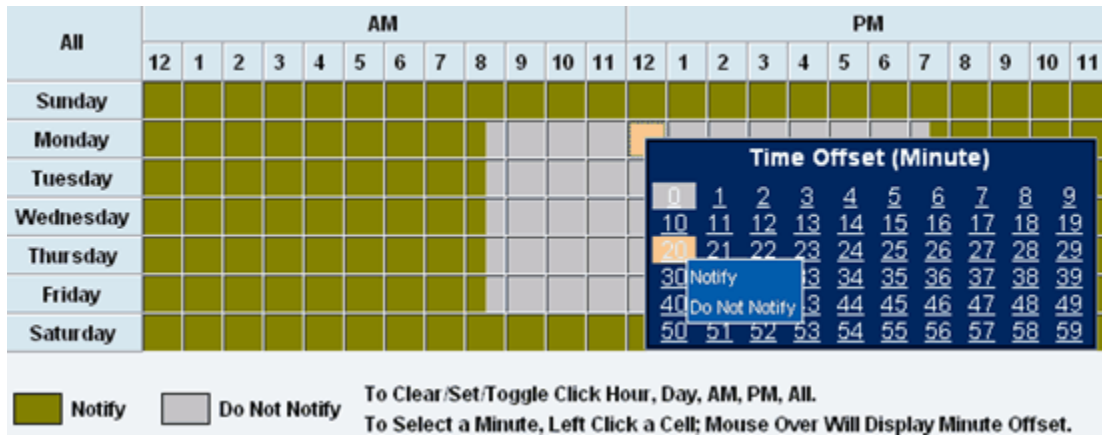 All AM PM
12 1 2 3 4 5 6 7 8 9 10 11 12 1 2 3 4 5 6 7 8 9 10 11
Sunday
Monday
Time Offset (Minute)
Tuesday
0 1 2 3 4 5 6 7 8 9
Wednesday
10 11 12 13 14 15 16 17 18 19
Thursday
20 21 22 23 24 25 26 27 28 29
30 Notify 33 34 35 36 37 38 39
Friday
40 Do Not Notify 43 44 45 46 47 48 49
Saturday
50 51 52 53 54 55 56 57 58 59
Notify Do Not Notify
To Clear/Set/Toggle Click Hour, Day, AM, PM, All.
To Select a Minute, Left Click a Cell; Mouse Over Will Display Minute Offset.